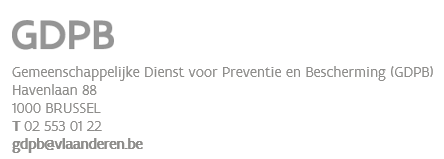 GDPB
Gemeenschappelijke Dienst voor Preventie en Bescherming (GDPB)
Havenlaan 88
1000 BRUSSEL
T 02 553 01 22
gdpb@vlaanderen.be